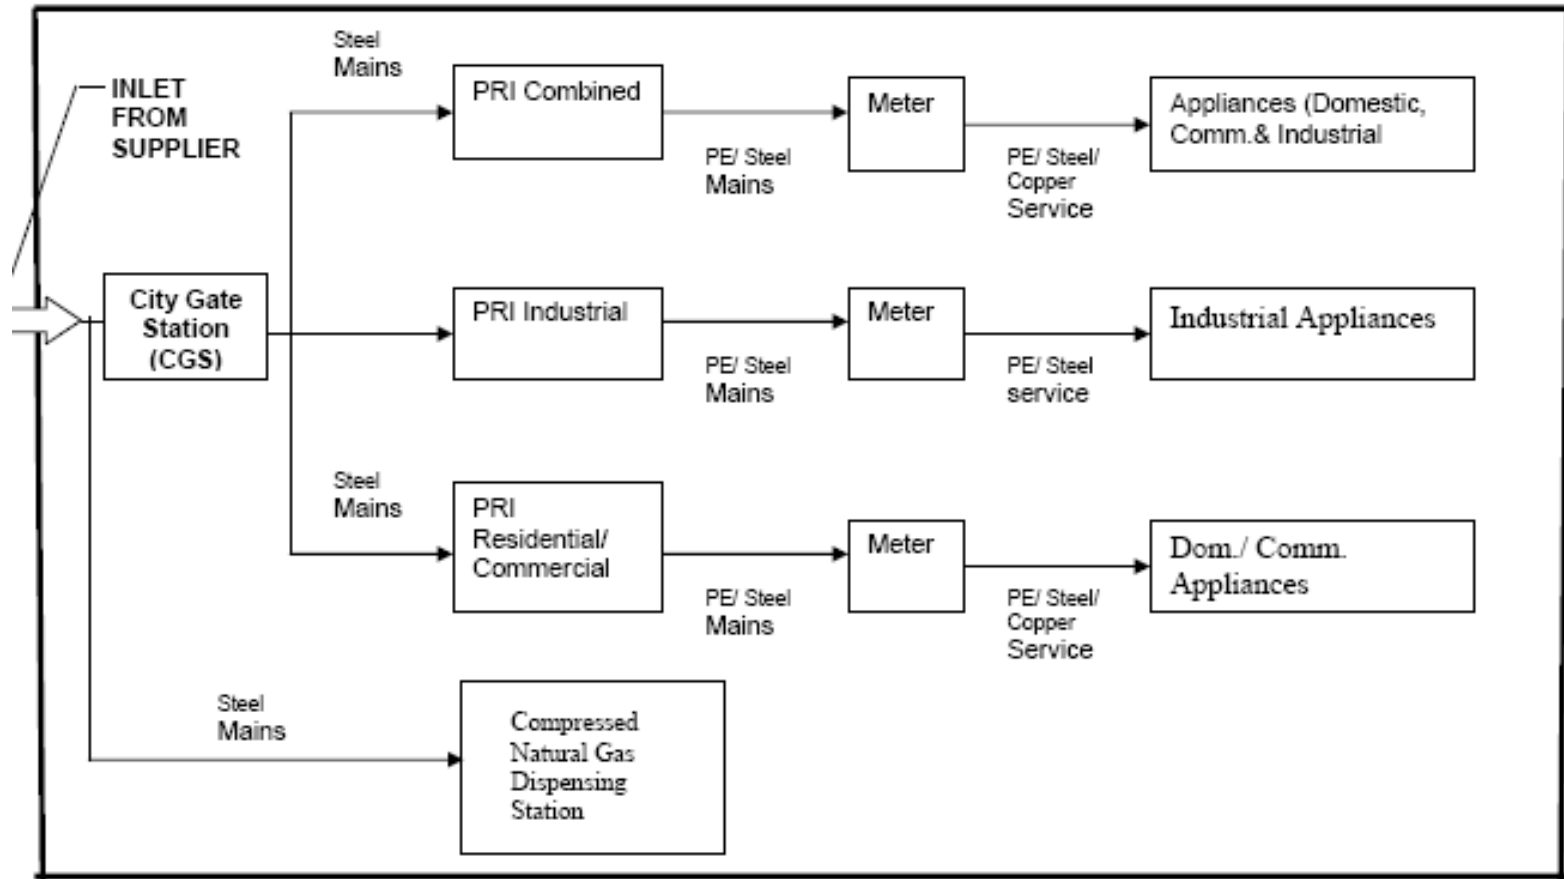 Steel
Mains
INLET
FROM
SUPPLIER
PRI Combined
PE/ Steel
Mains
Meter
PE/ Steel/
Copper
Service
Appliances (Domestic,
Comm.& Industrial
City Gate
Station
(CGS)
PRI Industrial
PE/ Steel
Mains
Meter
PE/ Steel
service
Industrial Appliances
Steel
Mains
PRI
Residential/
Commercial
PE/ Steel
Mains
Meter
PE/ Steel/
Copper
Service
Dom./ Comm.
Appliances
Steel
Mains
Compressed
Natural Gas
Dispensing
Station